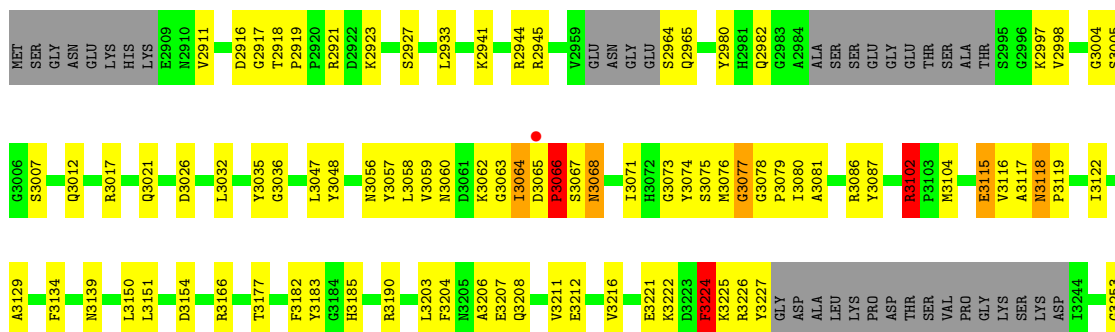 MET SER GLY ASN GLU LYS HIS LYS E2909 N2910 V2911 D2916 G2917 T2918 P2919 P2920 R2921 D2922 K2923 S2927 L2933 K2941 R2944 R2945 V2959 GLU ASN GLY GLU S2964 Q2965 Y2980 H2981 Q2982 G2983 A2984 ALA SER SER GLU GLY GLU THR SER ALA THR S2995 G2996 K2997 V2998 G3004 S3005
G3006 S3007 Q3012 R3017 Q3021 D3026 L3032 Y3035 G3036 L3047 Y3048 N3056 Y3057 L3058 V3059 N3060 D3061 K3062 G3063 I3064 D3065 P3066 S3067 N3068 I3071 H3072 G3073 Y3074 S3075 M3076 G3077 G3078 P3079 I3080 A3081 R3086 Y3087 R3102 P3103 M3104 E3115 V3116 A3117 N3118 P3119 I3122
A3129 F3134 N3139 L3150 L3151 D3154 R3166 T3177 F3182 Y3183 G3184 H3185 R3190 L3203 F3204 N3205 A3206 E3207 Q3208 V3211 E3212 V3216 E3221 K3222 D3223 F3224 K3225 R3226 Y3227 GLY ASP ALA LEU LYS PRO ASP THR SER VAL PRO GLY LYS SER LYS ASP I3244